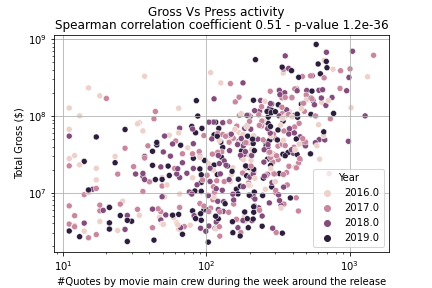 Gross Vs Press activity
Spearman correlation coefficient 0.51 - p-value 1.2e-36
Total Gross ($)
10⁹
10⁸
10⁷
Year
2016.0
2017.0
2018.0
2019.0
10¹ 10² 10³
#Quotes by movie main crew during the week around the release